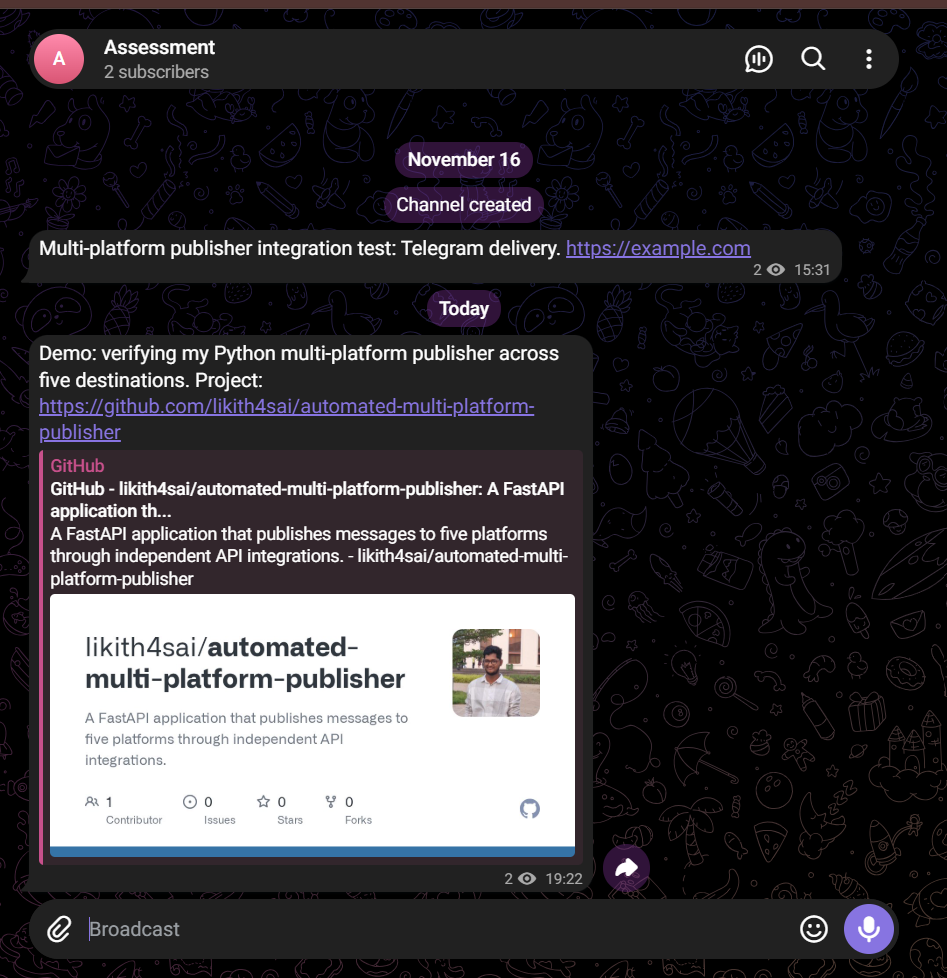 A
Assessment
2 subscribers
November 16
Channel created
Multi-platform publisher integration test: Telegram delivery. https://example.com
2 15:31
Today
Demo: verifying my Python multi-platform publisher across
five destinations. Project:
https://github.com/likith4sai/automated-multi-platform-
publisher
GitHub
GitHub - likith4sai/automated-multi-platform-publisher: A FastAPI
application th...
A FastAPI application that publishes messages to five platforms
through independent API integrations. - likith4sai/automated-multi-
platform-publisher
likith4sai/automated-
multi-platform-publisher
A FastAPI application that publishes messages to
five platforms through independent API
integrations.
1 0 0 0
Contributor Issues Stars Forks
2 19:22
Broadcast